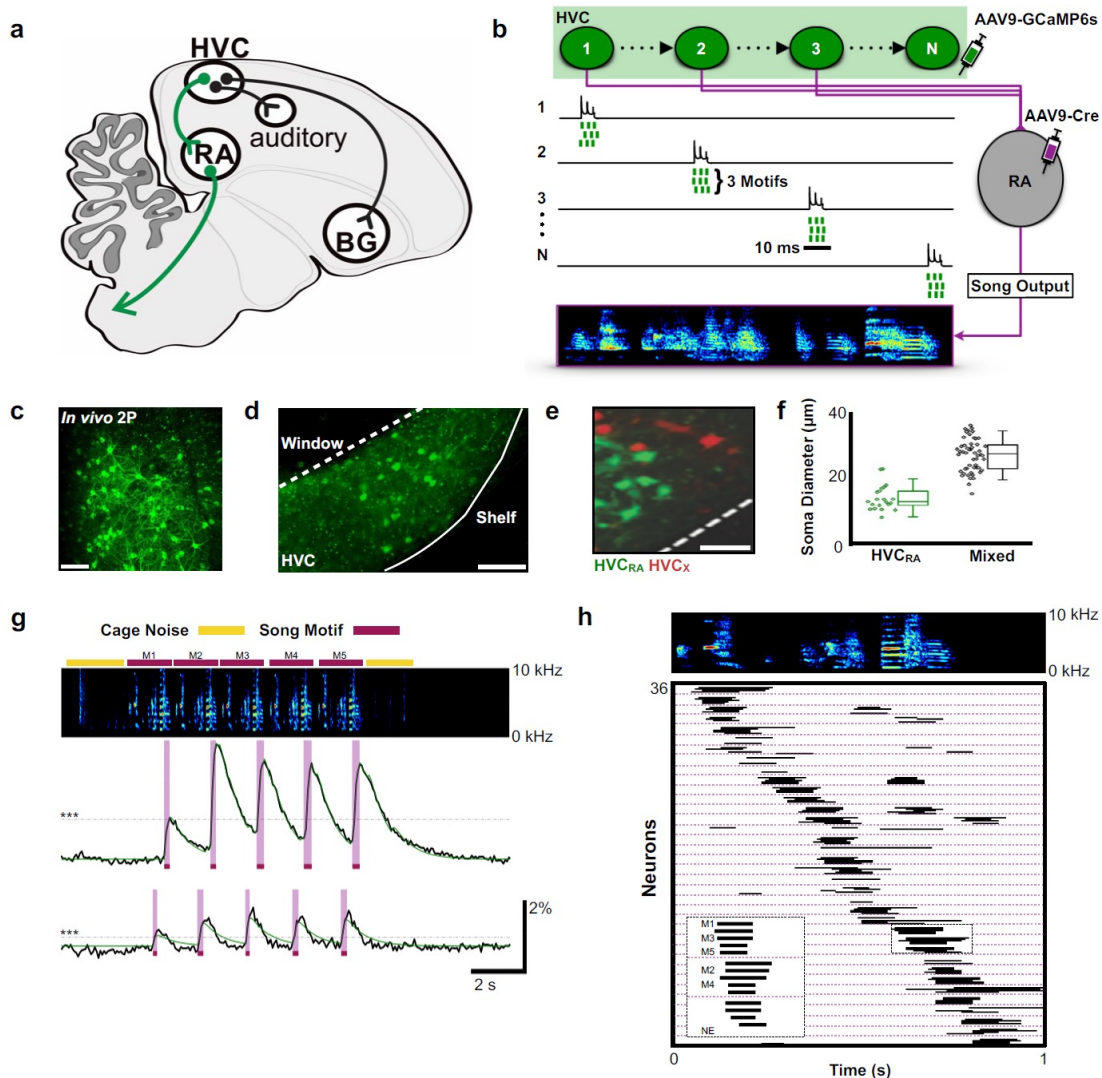 a
HVC
auditory
RA
BG
b
HVC
AAV9-GCaMP6s
1
2
3
N
AAV9-Cre
1
2
3 Motifs
3
10 ms
N
RA
Song Output
c
In vivo 2P
d
Window
Shelf
HVC
e
HVCRA HVCX
f
Soma Diameter (μm)
40
20
0
HVCRA
Mixed
g
Cage Noise
Song Motif
M1
M2
M3
M4
M5
10 kHz
0 kHz
***
***
2%
2 s
h
10 kHz
0 kHz
36
Neurons
M1
M3
M5
M2
M4
NE
0
1
Time (s)